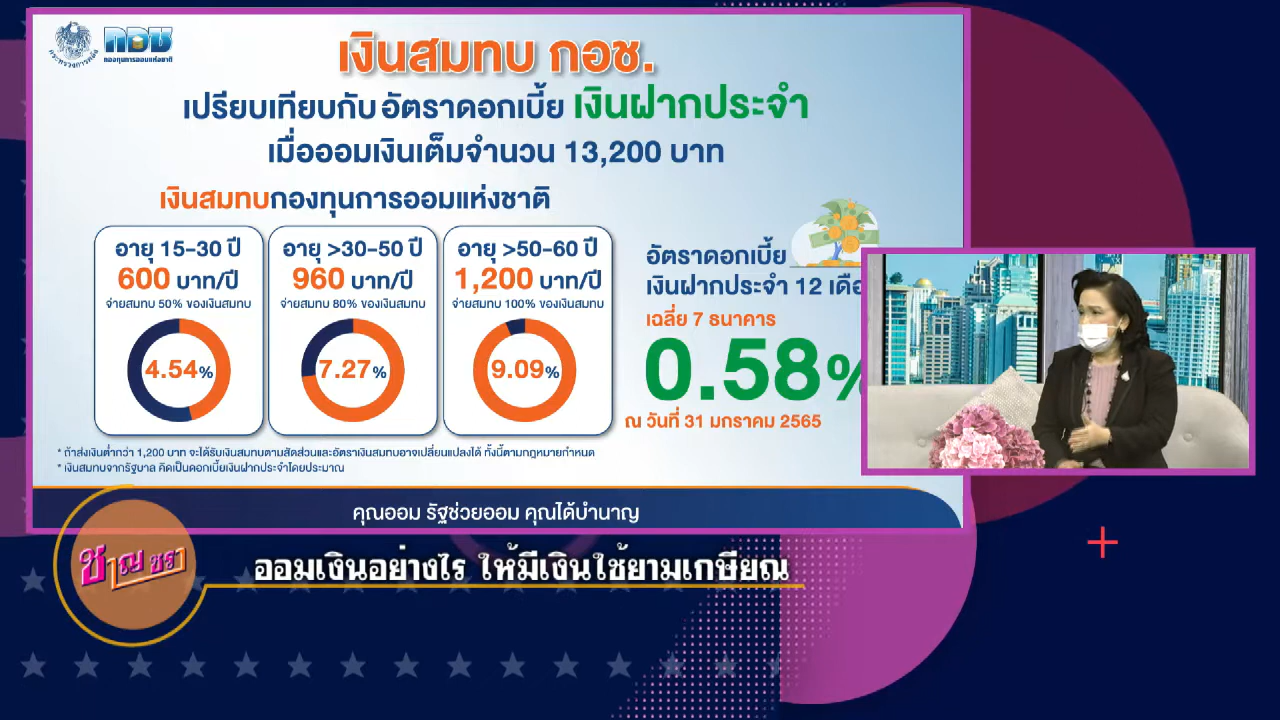 กระทรวงการคลัง
กอช
กองทุนการออมแห่งชาติ
เงินสมทบ กอช.
เปรียบเทียบกับ อัตราดอกเบี้ย เงินฝากประจำ
เมื่อออมเงินเต็มจำนวน 13,200 บาท
เงินสมทบกองทุนการออมแห่งชาติ
อายุ 15-30 ปี
600 บาท/ปี
จ่ายสมทบ 50% ของเงินสมทบ
4.54%
อายุ >30-50 ปี
960 บาท/ปี
จ่ายสมทบ 80% ของเงินสมทบ
7.27%
อายุ >50-60 ปี
1,200 บาท/ปี
จ่ายสมทบ 100% ของเงินสมทบ
9.09%
อัตราดอกเบี้ย
เงินฝากประจำ 12 เดือ
เฉลี่ย 7 ธนาคาร
0.58%
ณ วันที่ 31 มกราคม 2565
* ถ้าส่งเงินต่ำกว่า 1,200 บาท จะได้รับเงินสมทบตามสัดส่วนและอัตราเงินสมทบอาจเปลี่ยนแปลงได้ ทั้งนี้ตามกฎหมายกำหนด
* เงินสมทบจากรัฐบาล คิดเป็นดอกเบี้ยเงินฝากประจำโดยประมาณ
คุณออม รัฐช่วยออม คุณได้บำนาญ
ชาญ ชรา
ออมเงินอย่างไร ให้มีเงินใช้ยามเกษียณ